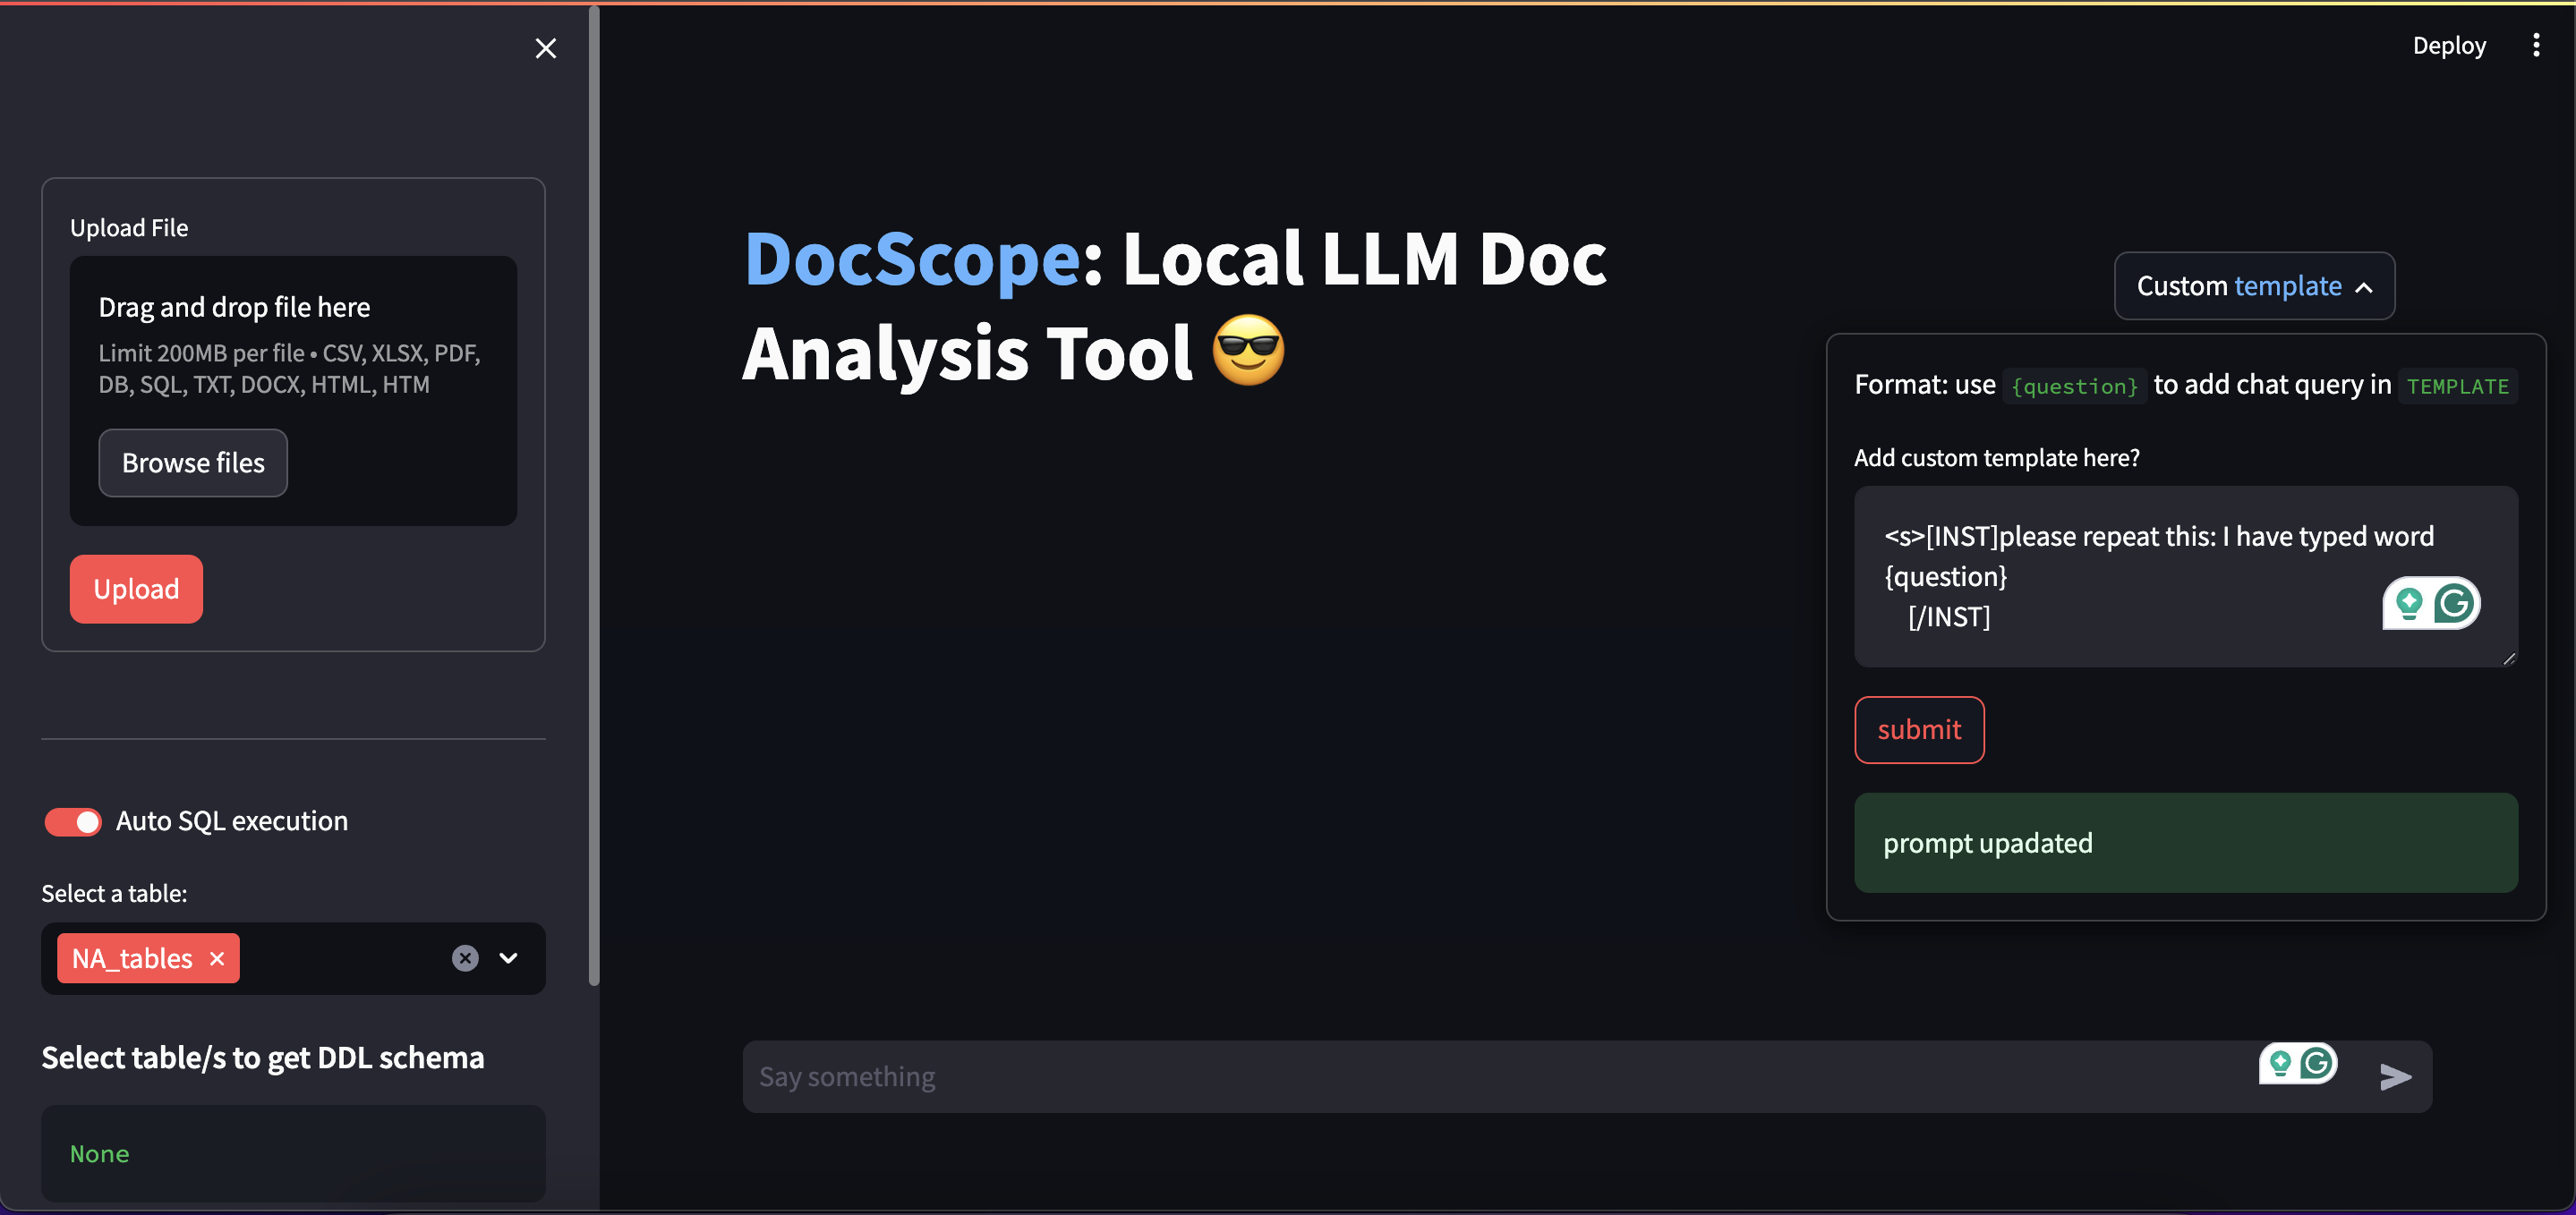 Deploy
Upload File
Drag and drop file here
Limit 200MB per file • CSV, XLSX, PDF,
DB, SQL, TXT, DOCX, HTML, HTM
Browse files
Upload
Auto SQL execution
Select a table:
NA_tables
Select table/s to get DDL schema
None
DocScope: Local LLM Doc
Analysis Tool 😎
Custom template
Format: use {question} to add chat query in TEMPLATE
Add custom template here?
<s>[INST]please repeat this: I have typed word
{question}
[/INST]
submit
prompt upadated
Say something